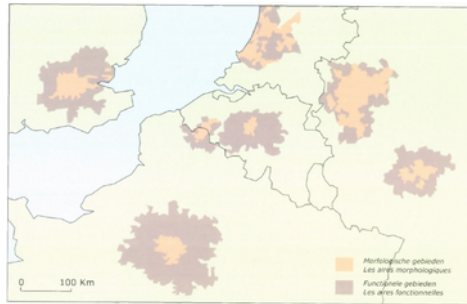 Morfologische gebieden
Les aires morphologiques
Functionele gebieden
Les aires fonctionnelles
0 100 Km